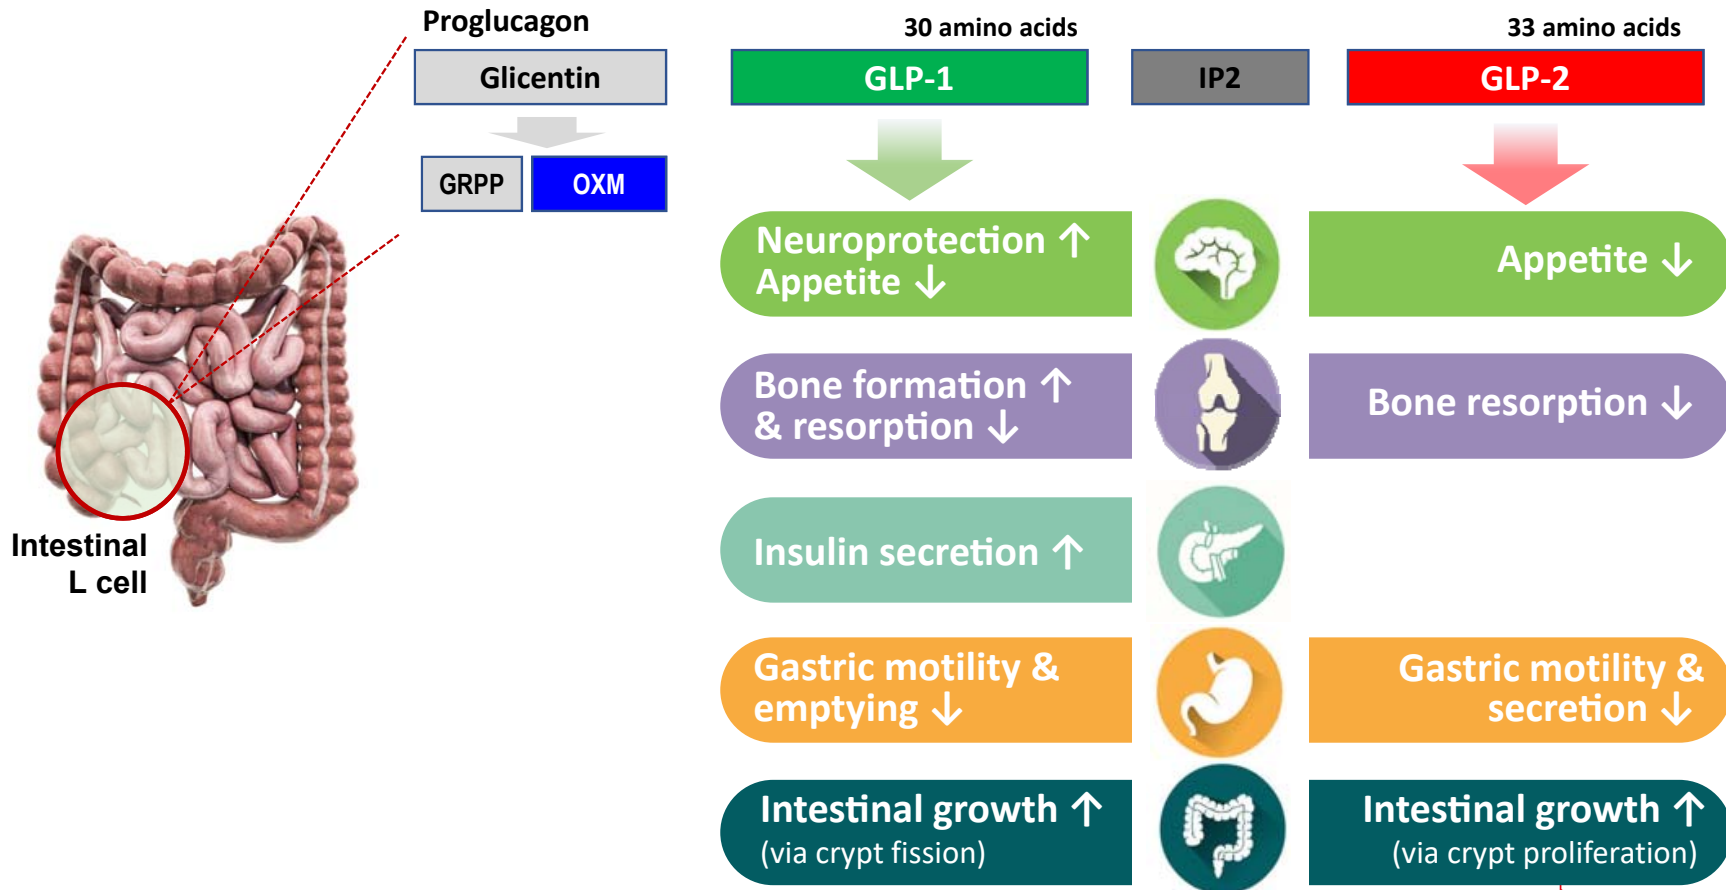 Proglucagon
30 amino acids
33 amino acids
Glicentin
GLP-1
IP2
GLP-2
GRPP
OXM
Neuroprotection ↑
Appetite ↓
Appetite ↓
Bone formation ↑
& resorption ↓
Bone resorption ↓
Intestinal
L cell
Insulin secretion ↑
Gastric motility &
emptying ↓
Gastric motility &
secretion ↓
Intestinal growth ↑
(via crypt fission)
Intestinal growth ↑
(via crypt proliferation)